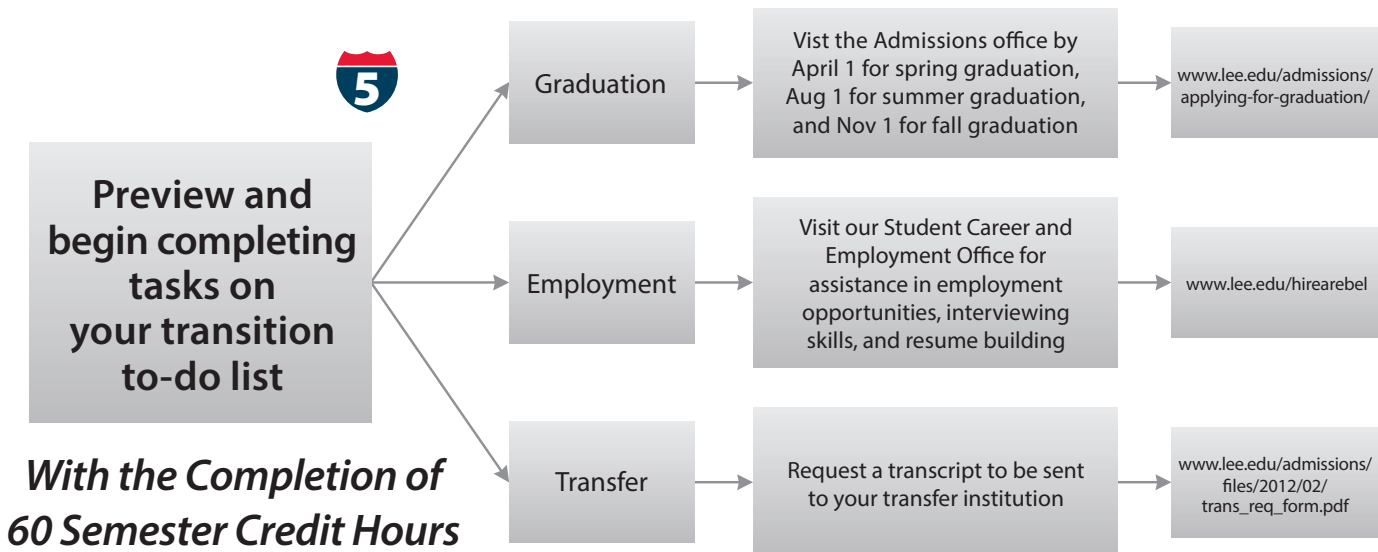 5
Preview and
begin completing
tasks on
your transition
to-do list
With the Completion of
60 Semester Credit Hours
Graduation
Vist the Admissions office by
April 1 for spring graduation,
Aug 1 for summer graduation,
and Nov 1 for fall graduation
www.lee.edu/admissions/
applying-for-graduation/
Employment
Visit our Student Career and
Employment Office for
assistance in employment
opportunities, interviewing
skills, and resume building
www.lee.edu/hirearebel
Transfer
Request a transcript to be sent
to your transfer institution
www.lee.edu/admissions/
files/2012/02/
trans_req_form.pdf